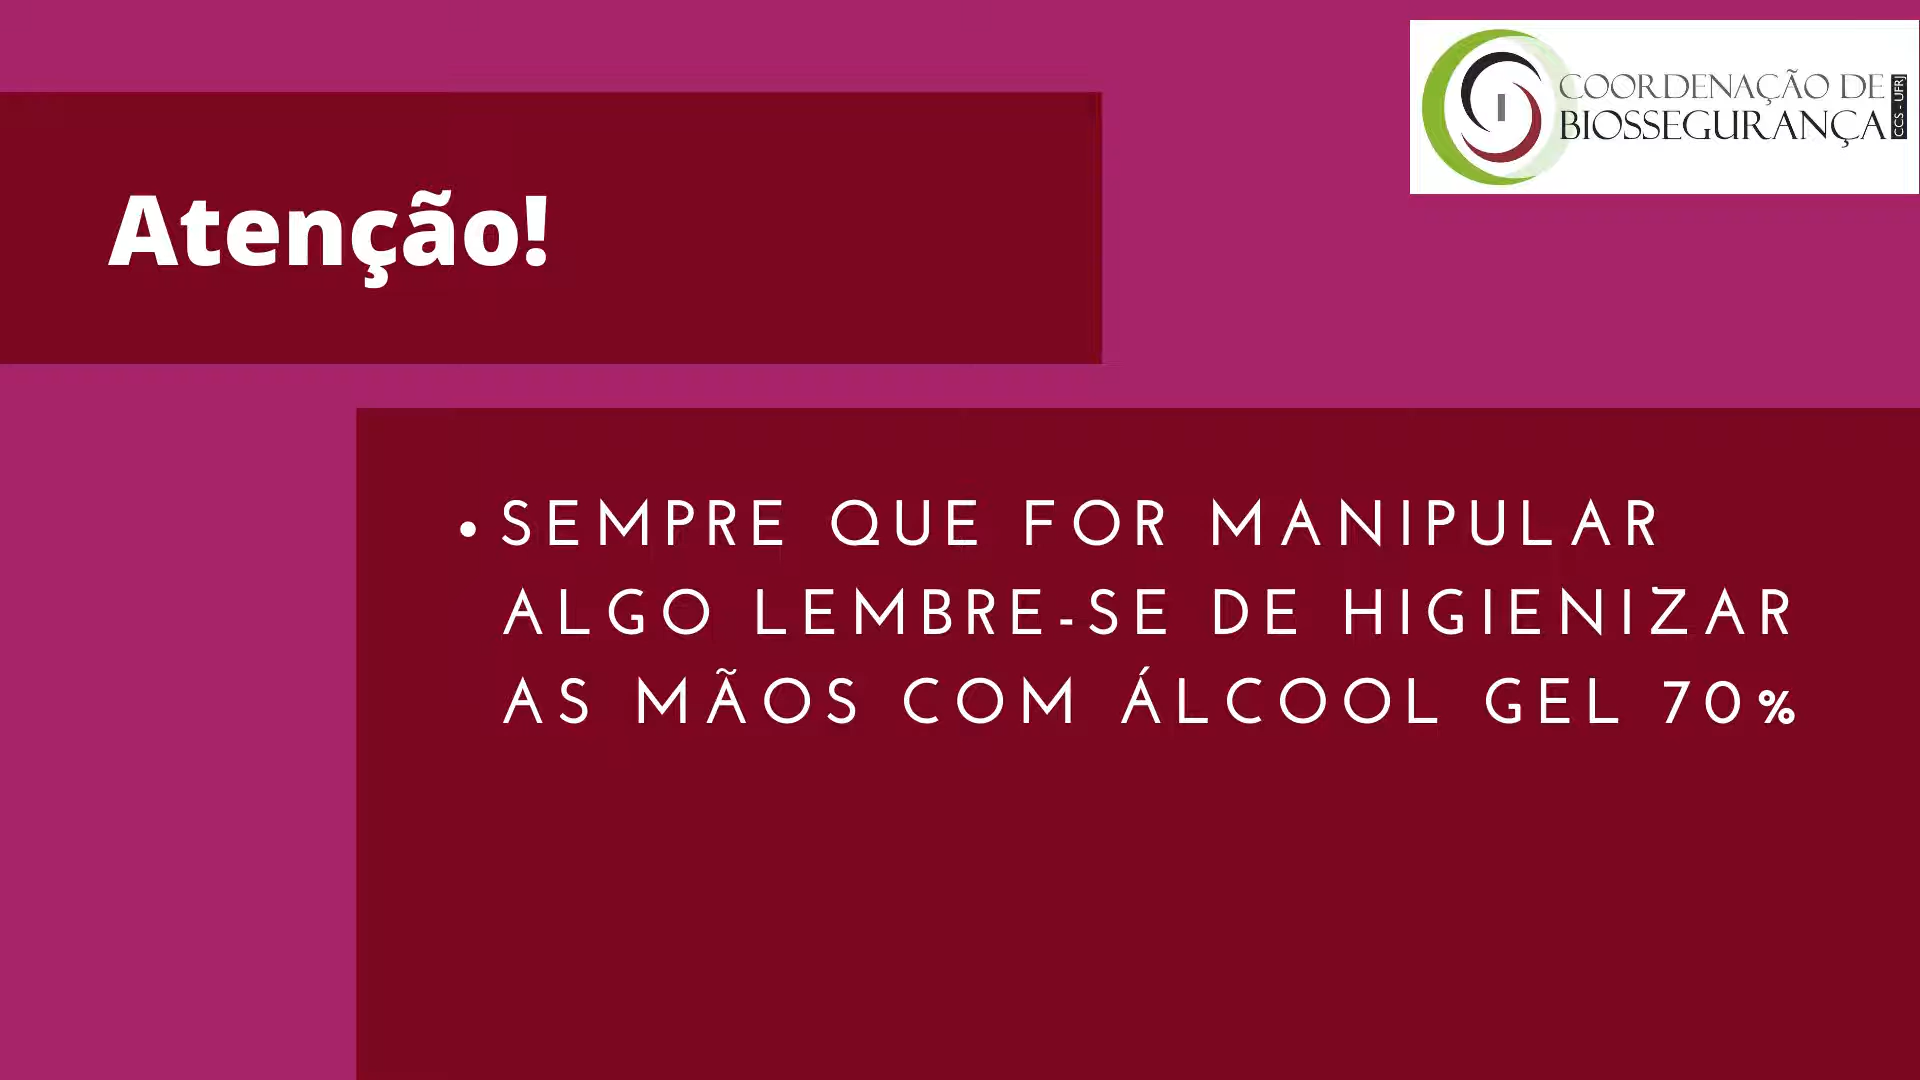 COORDENAÇÃO DE
BIOSSEGURANÇA
CCS - UFRJ
Atenção!
• SEMPRE QUE FOR MANIPULAR
ALGO LEMBRE-SE DE HIGIENIZAR
AS MÃOS COM ÁLCOOL GEL 70%